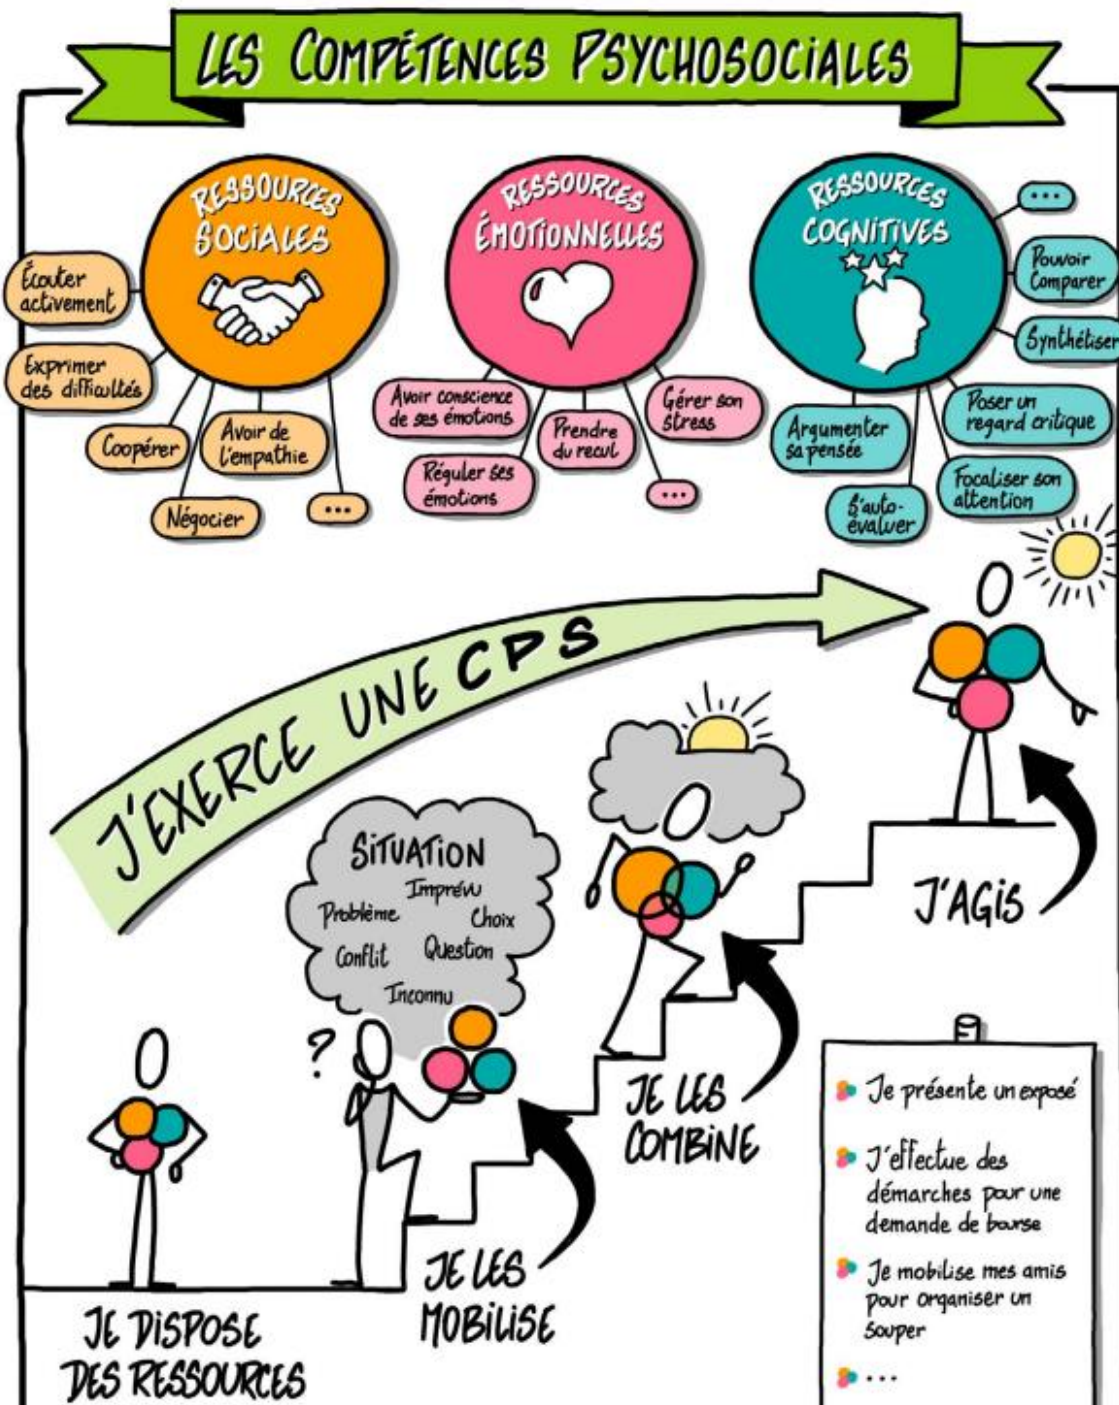 LES COMPÉTENCES PSYCHOSOCIALES
RESSOURCES
SOCIALES
Écouter
activement
Exprimer
des difficultés
Coopérer
Négocier
Avoir de
l'empathie
...
RESSOURCES
ÉMOTIONNELLES
Avoir conscience
de ses émotions
Réguler ses
émotions
Prendre
du recul
...
Gérer son
stress
RESSOURCES
COGNITIVES
...
Pouvoir
Comparer
Synthétiser
Poser un
regard critique
Focaliser son
attention
S'auto-
évaluer
Argumenter
sa pensée
J'EXERCE UNE CPS
SITUATION
Imprévu
Problème
Choix
Conflit
Question
Inconnu
?
JE DISPOSE
DES RESSOURCES
JE LES
MOBILISE
JE LES
COMBINE
J'AGIS
Je présente un exposé
J'effectue des
démarches pour une
demande de bourse
Je mobilise mes amis
pour organiser un
souper
...